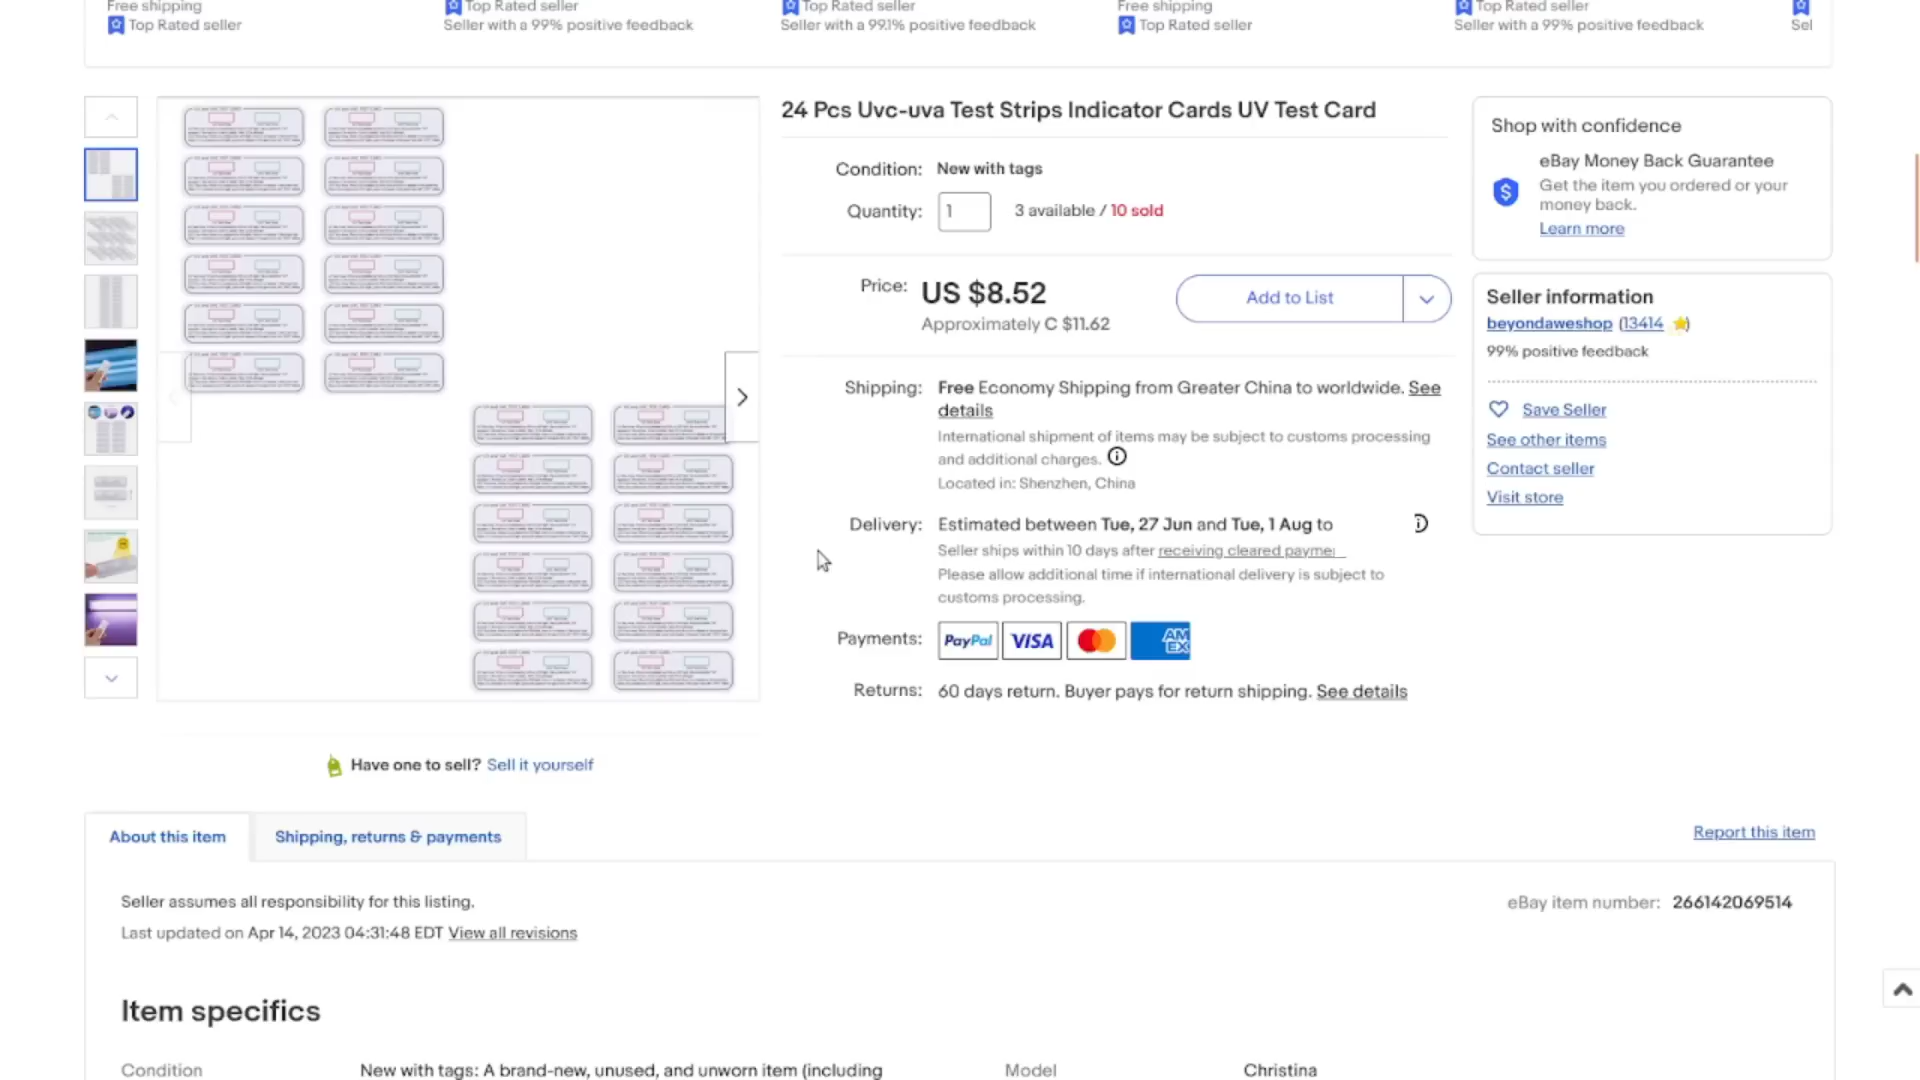 Free shipping
Top Rated seller
Top Rated seller
Seller with a 99% positive feedback
Top Rated seller
Seller with a 99.1% positive feedback
Free shipping
Top Rated seller
Top Rated seller
Seller with a 99% positive feedback
Sel
24 Pcs Uvc-uva Test Strips Indicator Cards UV Test Card
Condition: New with tags
Quantity: 1 3 available / 10 sold
Price: US $8.52
Approximately C $11.62
Add to List
Shipping: Free Economy Shipping from Greater China to worldwide. See
details
International shipment of items may be subject to customs processing
and additional charges.
Located in: Shenzhen, China
Delivery: Estimated between Tue, 27 Jun and Tue, 1 Aug to
Seller ships within 10 days after receiving cleared paymei
Please allow additional time if international delivery is subject to
customs processing.
Payments: PayPal VISA AM
EX
Returns: 60 days return. Buyer pays for return shipping. See details
Shop with confidence
eBay Money Back Guarantee
Get the item you ordered or your
money back.
Learn more
Seller information
beyondaweshop (13414 )
99% positive feedback
Save Seller
See other items
Contact seller
Visit store
Have one to sell? Sell it yourself
About this item
Shipping, returns & payments
Report this item
Seller assumes all responsibility for this listing.
eBay item number: 266142069514
Last updated on Apr 14, 2023 04:31:48 EDT View all revisions
Item specifics
Condition New with tags: A brand-new, unused, and unworn item (including
Model Christina